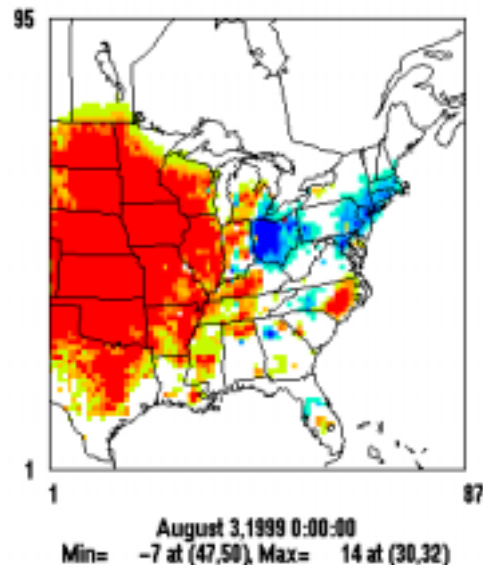 95
1
1
87
August 3,1999 0:00:00
Min= -7 at (47,50), Max= 14 at (30,32)